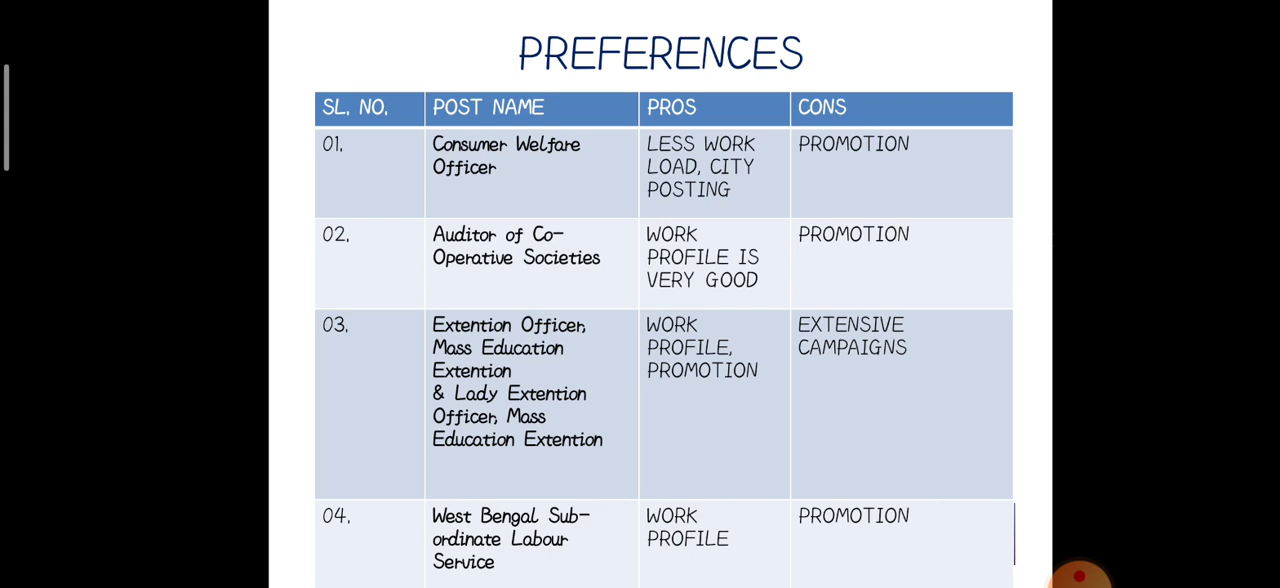 PREFERENCES
SL. NO. POST NAME PROS CONS
01. Consumer Welfare LESS WORK PROMOTION
Officer LOAD, CITY
POSTING
02. Auditor of Co- WORK PROMOTION
Operative Societies PROFILE IS
VERY GOOD
03. Extention Officer, WORK EXTENSIVE
Mass Education PROFILE, CAMPAIGNS
Extention PROMOTION
& Lady Extention
Officer, Mass
Education Extention
04. West Bengal Sub- WORK PROMOTION
ordinate Labour PROFILE
Service